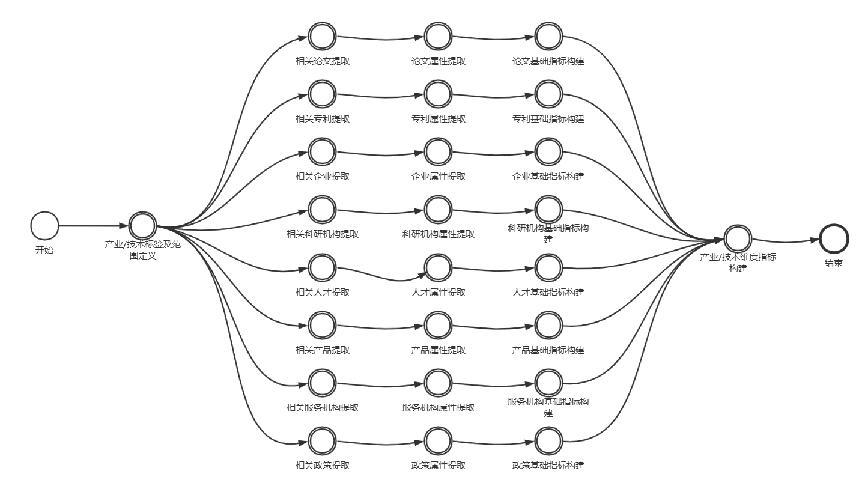 相关论文提取
论文属性提取
论文基础指标构建
相关专利提取
专利属性提取
专利基础指标构建
相关企业提取
企业属性提取
企业基础指标构建
相关科研机构提取
科研机构属性提取
科研机构基础指标构
建
开始
产业/技术标签及范
围定义
产业/技术维度指标
构建
结束
相关人才提取
人才属性提取
人才基础指标构建
相关产品提取
产品属性提取
产品基础指标构建
相关服务机构提取
服务机构属性提取
服务机构基础指标构
建
相关政策提取
政策属性提取
政策基础指标构建